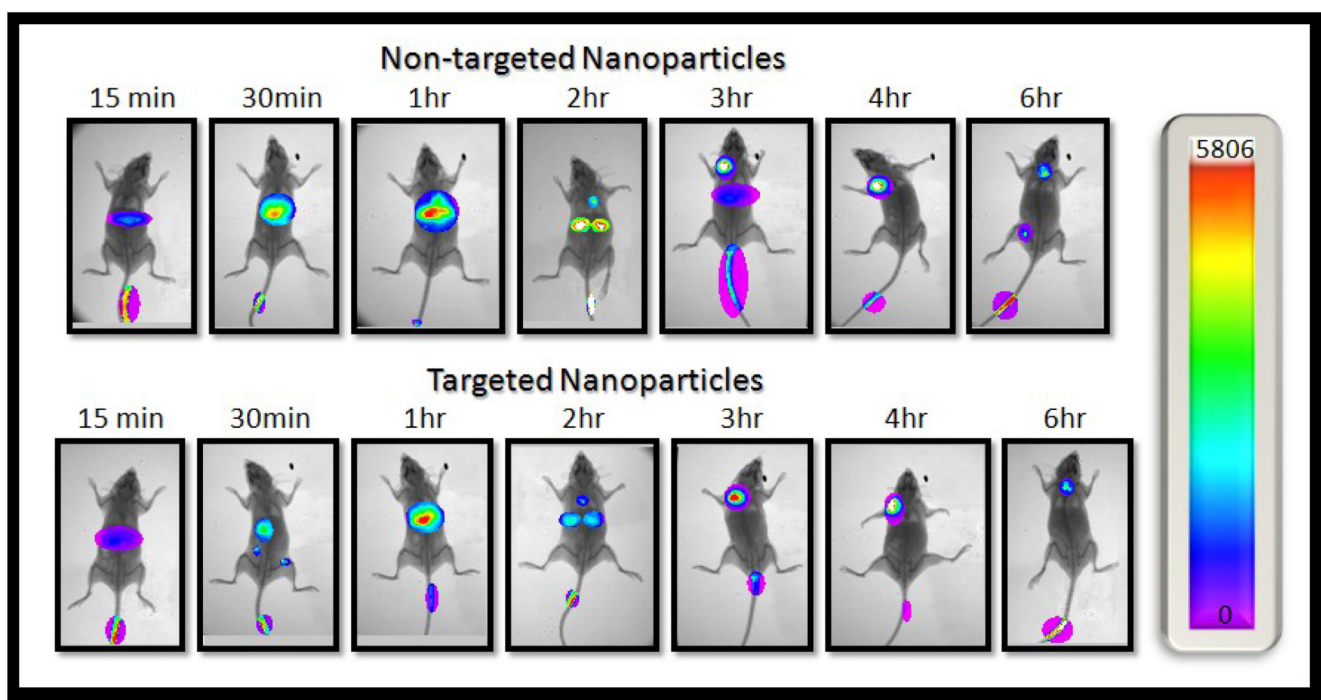 Non-targeted Nanoparticles
15 min 30min 1hr 2hr 3hr 4hr 6hr
5806
Targeted Nanoparticles
15 min 30min 1hr 2hr 3hr 4hr 6hr
0